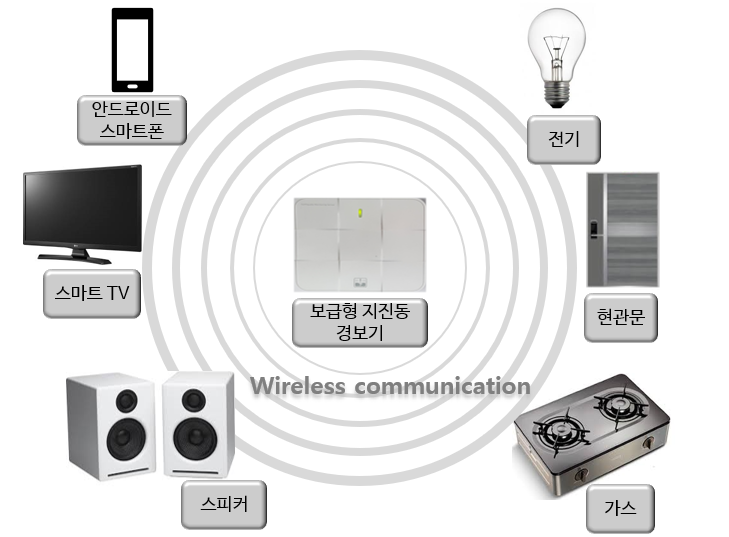 안드로이드
스마트폰
전기
스마트 TV
보급형 지진동
경보기
현관문
Wireless communication
스피커
가스